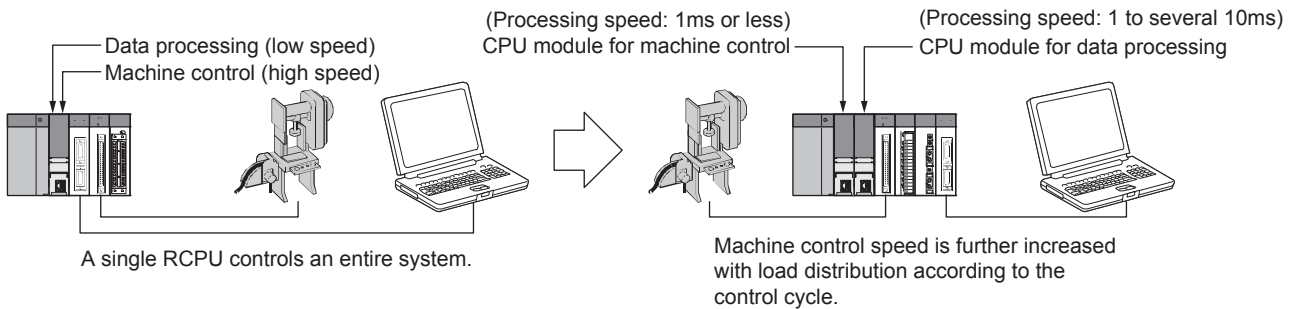 Data processing (low speed)
Machine control (high speed)
A single RCPU controls an entire system.
(Processing speed: 1ms or less)
CPU module for machine control
(Processing speed: 1 to several 10ms)
CPU module for data processing
Machine control speed is further increased
with load distribution according to the
control cycle.